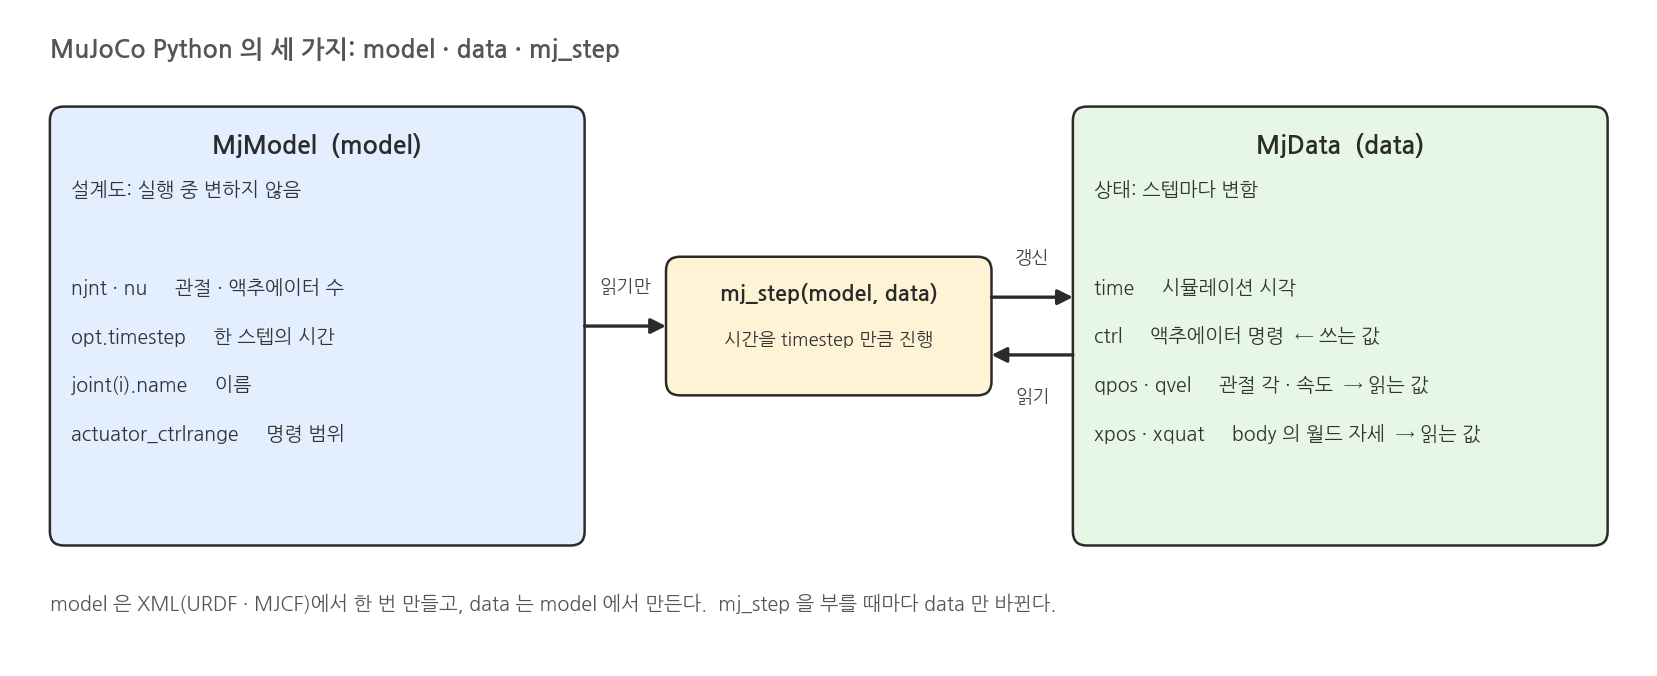 MuJoCo Python 의 세 가지: model · data · mj_step
MjModel (model)
설계도: 실행 중 변하지 않음
njnt · nu 관절 · 액추에이터 수
opt.timestep 한 스텝의 시간
joint(i).name 이름
actuator_ctrlrange 명령 범위
읽기만
mj_step(model, data)
시간을 timestep 만큼 진행
갱신
읽기
MjData (data)
상태: 스텝마다 변함
time 시뮬레이션 시각
ctrl 액추에이터 명령 ← 쓰는 값
qpos · qvel 관절 각 · 속도 → 읽는 값
xpos · xquat body 의 월드 자세 → 읽는 값
model 은 XML(URDF · MJCF)에서 한 번 만들고, data 는 model 에서 만든다. mj_step 을 부를 때마다 data 만 바뀐다.